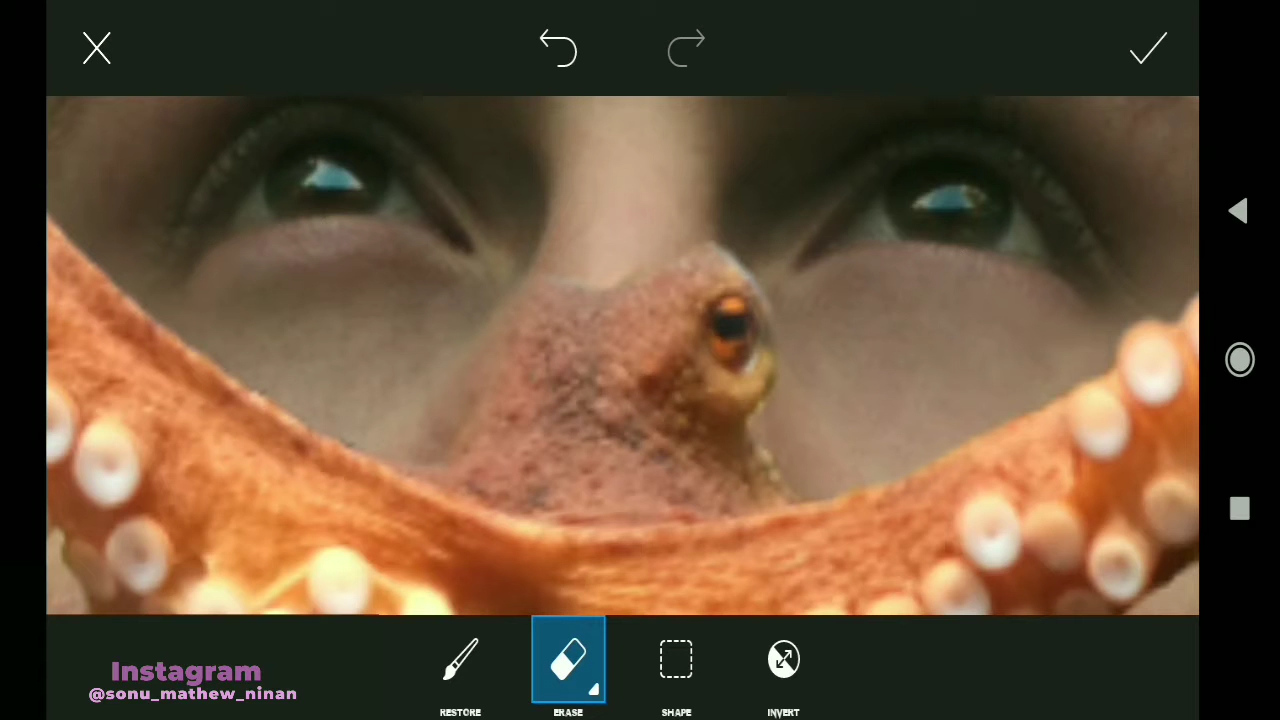 Instagram
@sonu_mathew_ninan
RESTORE
ERASE
SHAPE
INVERT